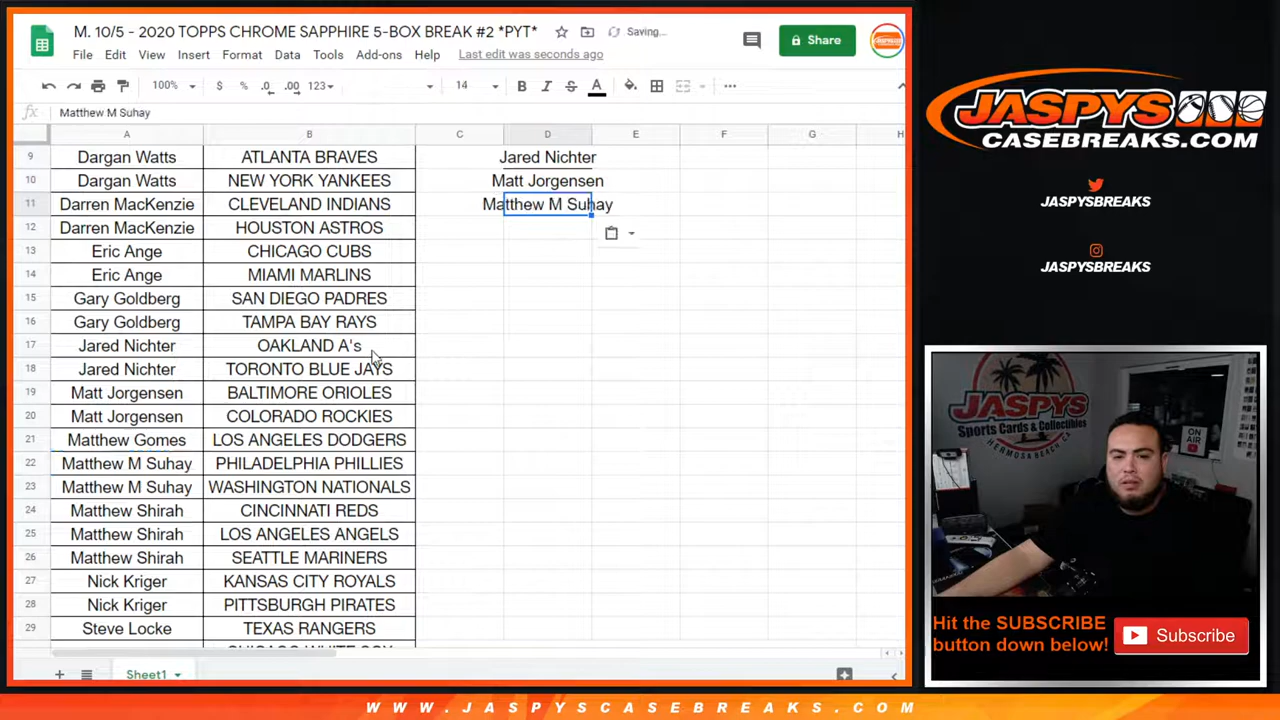 M. 10/5 - 2020 TOPPS CHROME SAPHIRE 5-BOX BREAK #2 *PYT*
Saving...
File Edit View Insert Format Data Tools Add-ons Help Last edit was seconds ago
Share
100% $ % .0 .00 123 14 B I S A
fx Matthew M Suhay
A B C D E F G H
9 Dargan Watts ATLANTA BRAVES Jared Nichter
10 Dargan Watts NEW YORK YANKEES Matt Jorgensen
11 Darren MacKenzie CLEVELAND INDIANS Matthew M Suhay
12 Darren MacKenzie HOUSTON ASTROS
13 Eric Ange CHICAGO CUBS
14 Eric Ange MIAMI MARLINS
15 Gary Goldberg SAN DIEGO PADRES
16 Gary Goldberg TAMPA BAY RAYS
17 Jared Nichter OAKLAND A's
18 Jared Nichter TORONTO BLUE JAYS
19 Matt Jorgensen BALTIMORE ORIOLES
20 Matt Jorgensen COLORADO ROCKIES
21 Matthew Gomes LOS ANGELES DODGERS
22 Matthew M Suhay PHILADELPHIA PHILLIES
23 Matthew M Suhay WASHINGTON NATIONALS
24 Matthew Shirah CINCINNATI REDS
25 Matthew Shirah LOS ANGELES ANGELS
26 Matthew Shirah SEATTLE MARINERS
27 Nick Kriger KANSAS CITY ROYALS
28 Nick Kriger PITTSBURGH PIRATES
29 Steve Locke TEXAS RANGERS
CHICAGO WHITE SOX
Sheet1
JASPYS
CASEBREAKS.COM
JASPYSBREAKS
JASPYSBREAKS
JASPYS
Sports Cards & Collectibles
HERMOSA BEACH CA
ON AIR
Hit the SUBSCRIBE
button down below!
Subscribe
WWW.JASPYSCASEBREAKS.COM